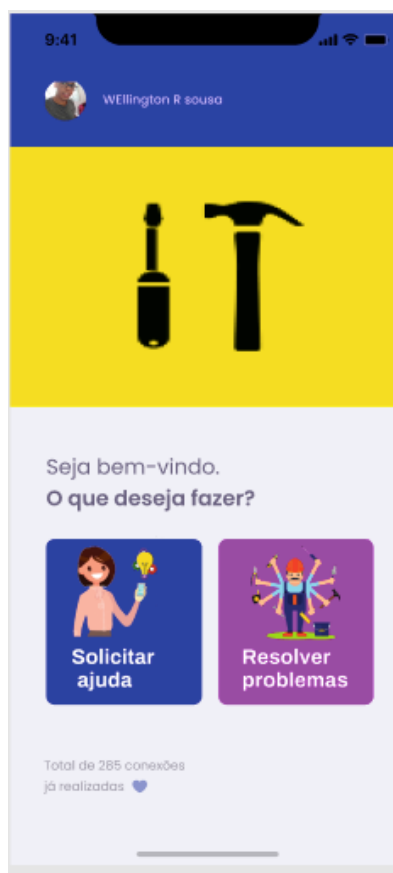 9:41
WEllington R sousa
Seja bem-vindo.
O que deseja fazer?
Solicitar
ajuda
Resolver
problemas
Total de 285 conexões
já realizadas